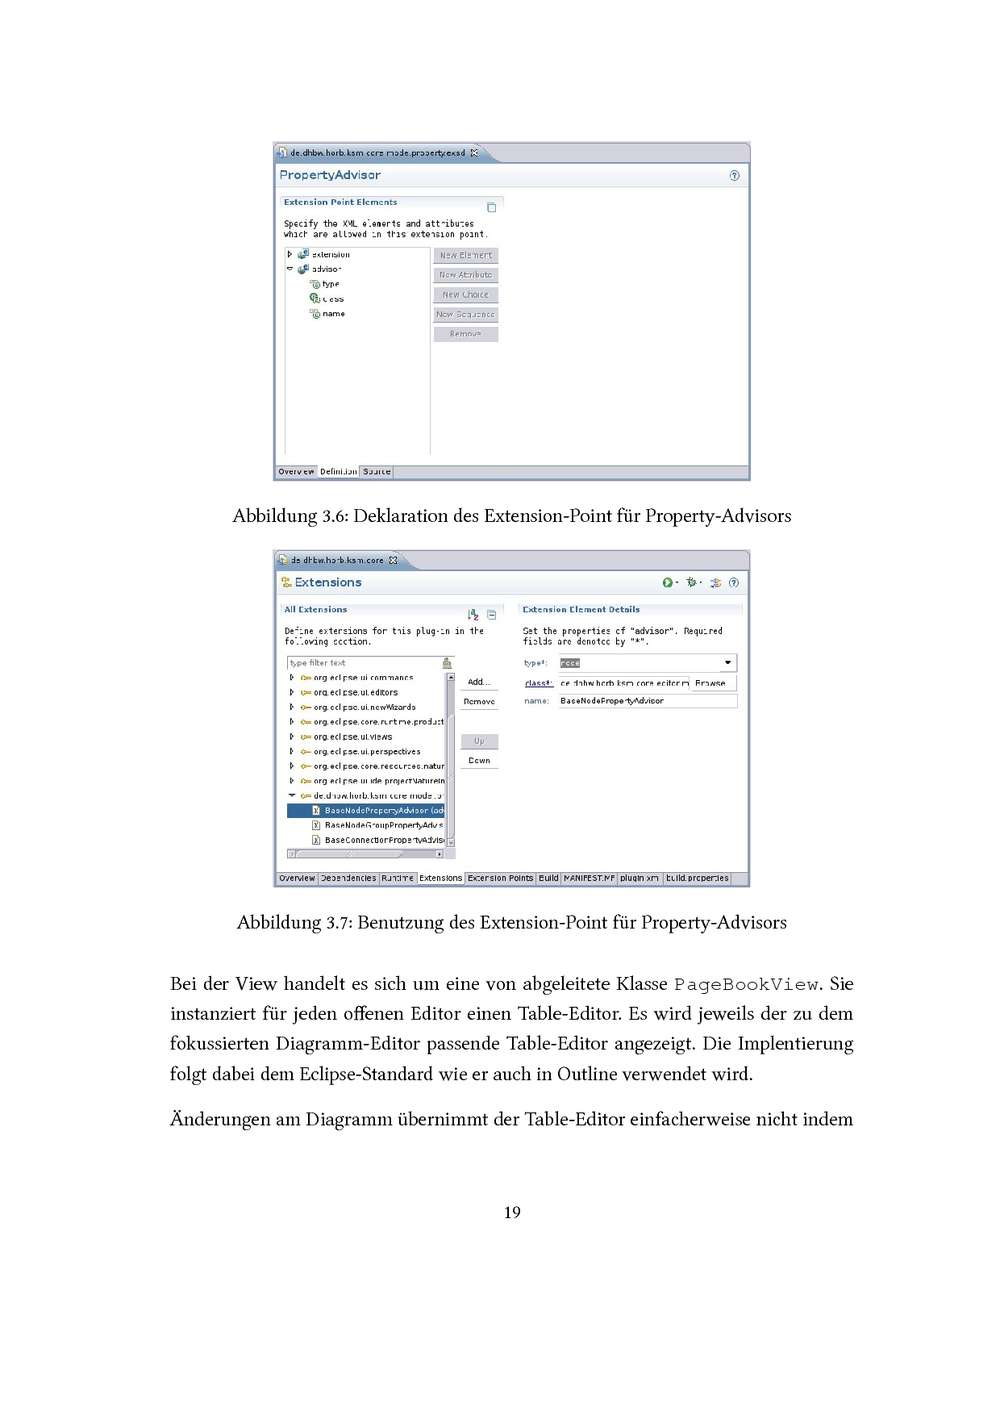 de.dhbw.horb.ksm.core.mode.property.exsd
PropertyAdvisor
Extension Point Elements
Specify the XML elements and attributes
which are allowed in this extension point.
extension
advisor
type
class
name
New Element
New Attribute
New Choice
New Sequence
Remove
Overview Definition Source
Abbildung 3.6: Deklaration des Extension-Point für Property-Advisors
de.dhbw.horb.ksm.core
Extensions
All Extensions
Define extensions for this plug-in in the
following section.
type filter text
org.eclipse.ui.commands
org.eclipse.ui.editors
org.eclipse.ui.newWizards
org.eclipse.core.runtime.product
org.eclipse.ui.views
org.eclipse.ui.perspectives
org.eclipse.core.resources.natur
org.eclipse.ui.ide.projectNatureIn
de.dhbw.horb.ksm.core.mode.pr
BaseNodePropertyAdvisor (ad
BaseNodeGroupPropertyAdvis
BaseConnectionPropertyAdvis
Add...
Remove
Up
Down
Extension Element Details
Set the properties of "advisor". Required
fields are denoted by "*".
type*: node
class*: de.dhbw.horb.ksm.core.editor.m Browse...
name: BaseNodePropertyAdvisor
Overview Dependencies Runtime Extensions Extension Points Build MANIFEST.MF plugin.xml build.properties
Abbildung 3.7: Benutzung des Extension-Point für Property-Advisors
Bei der View handelt es sich um eine von abgeleitete Klasse PageBookView. Sie
instanziert für jeden offenen Editor einen Table-Editor. Es wird jeweils der zu dem
fokussierten Diagramm-Editor passende Table-Editor angezeigt. Die Implentierung
folgt dabei dem Eclipse-Standard wie er auch in Outline verwendet wird.
Änderungen am Diagramm übernimmt der Table-Editor einfacherweise nicht indem
19